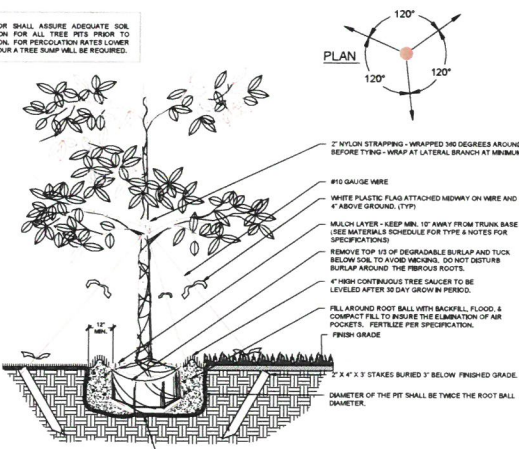 OR SHALL ASSURE ADEQUATE SOIL
ON FOR ALL TREE PITS PRIOR TO
ON. FOR PERCOLATION RATES LOWER
OUR A TREE SUMP WILL BE REQUIRED.
120°
PLAN
120°
120°
2" NYLON STRAPPING - WRAPPED 360 DEGREES AROUND
BEFORE TYING - WRAP AT LATERAL BRANCH AT MINIMUM
#10 GAUGE WIRE
WHITE PLASTIC FLAG ATTACHED MIDWAY ON WIRE AND
4" ABOVE GROUND. (TYP)
MULCH LAYER - KEEP MIN. 10" AWAY FROM TRUNK BASE
(SEE MATERIALS SCHEDULE FOR TYPE & NOTES FOR
SPECIFICATIONS)
REMOVE TOP 1/3 OF DEGRADABLE BURLAP AND TUCK
BELOW SOIL TO AVOID WICKING. DO NOT DISTURB
BURLAP AROUND THE FIBROUS ROOTS.
4" HIGH CONTINUOUS TREE SAUCER TO BE
LEVELED AFTER 30 DAY GROW IN PERIOD.
FILL AROUND ROOT BALL WITH BACKFILL, FLOOD, &
COMPACT FILL TO INSURE THE ELIMINATION OF AIR
POCKETS. FERTILIZE PER SPECIFICATION.
FINISH GRADE
12"
MIN.
2" X 4" X 3' STAKES BURIED 3" BELOW FINISHED GRADE.
DIAMETER OF THE PIT SHALL BE TWICE THE ROOT BALL
DIAMETER.